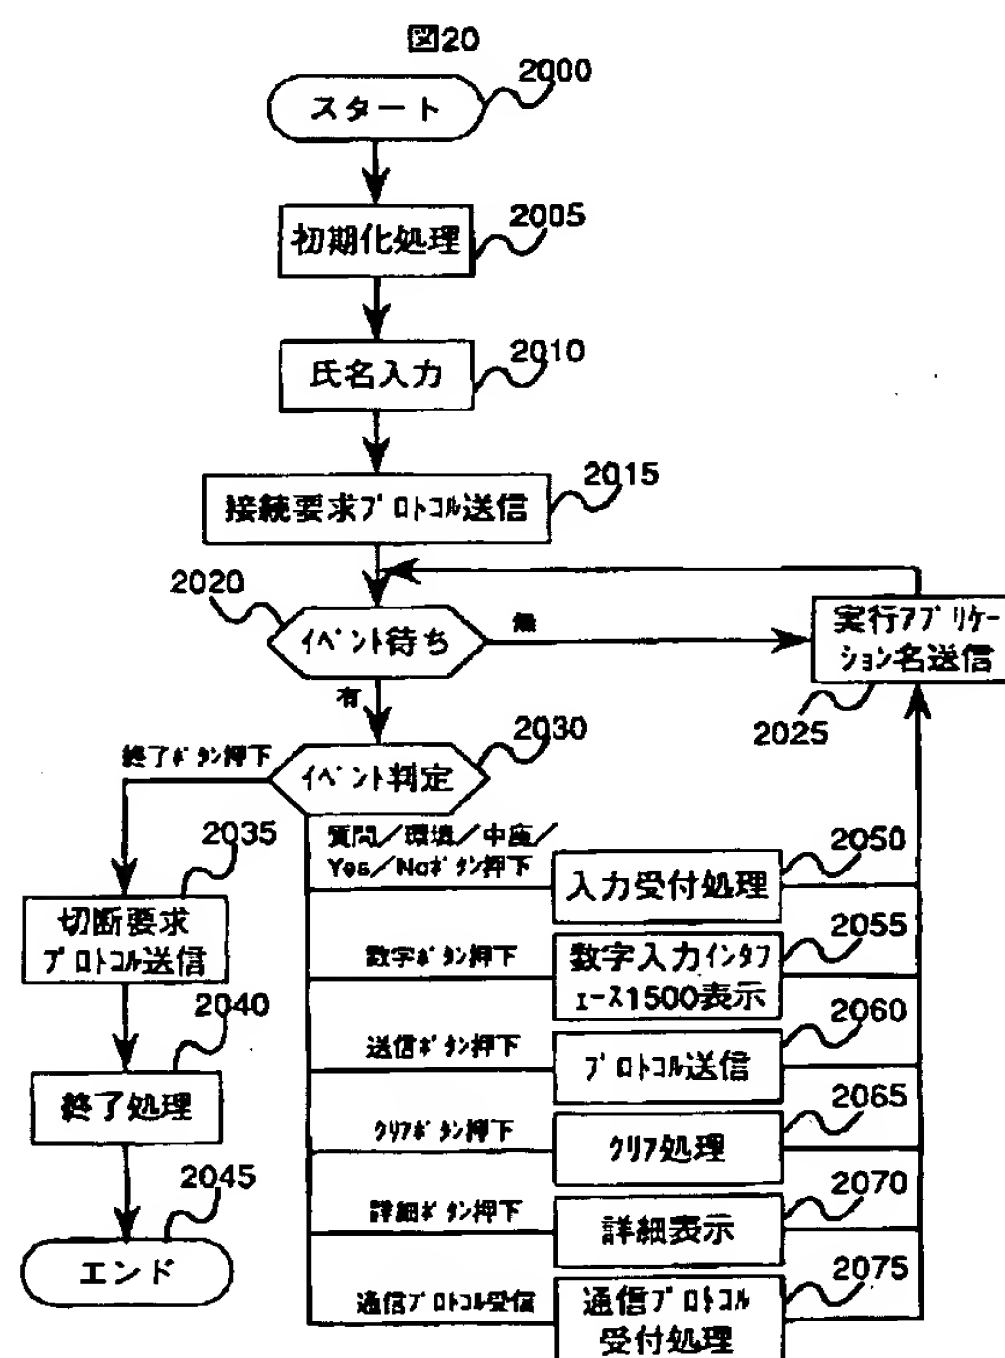 図20
2000
スタート
2005
初期化処理
2010
氏名入力
2015
接続要求プロトコル送信
2020
イベント待ち
無
実行アプリケー
ション名送信
2025
有
2030
イベント判定
終了ボタン押下
2035
切断要求
プロトコル送信
2040
終了処理
2045
エンド
質問／環境／中座／
Yes／Noボタン押下
2050
入力受付処理
数字ボタン押下
2055
数字入力インタフ
ェース1500表示
送信ボタン押下
2060
プロトコル送信
クリアボタン押下
2065
クリア処理
詳細ボタン押下
2070
詳細表示
通信プロトコル受信
2075
通信プロトコル
受付処理